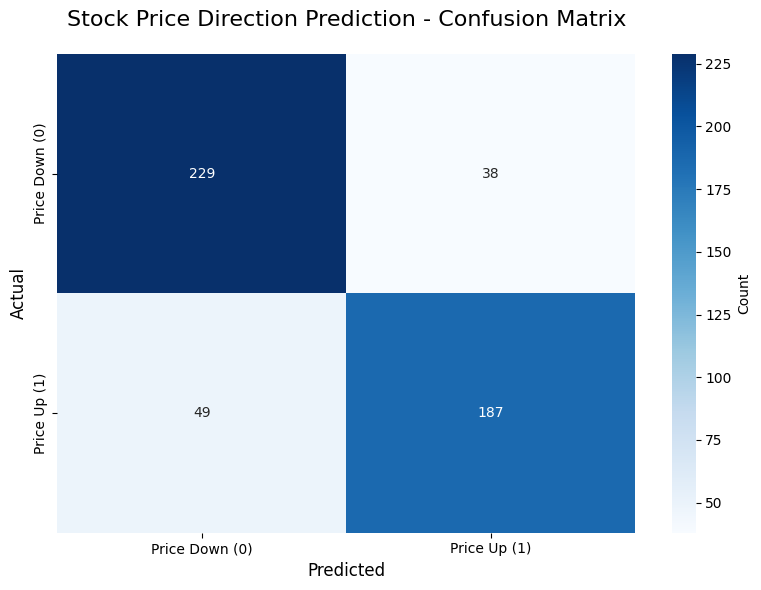 Stock Price Direction Prediction - Confusion Matrix
Actual
Price Down (0)
Price Up (1)
229
38
49
187
Price Down (0)
Price Up (1)
Predicted
225
200
175
150
125
100
75
50
Count